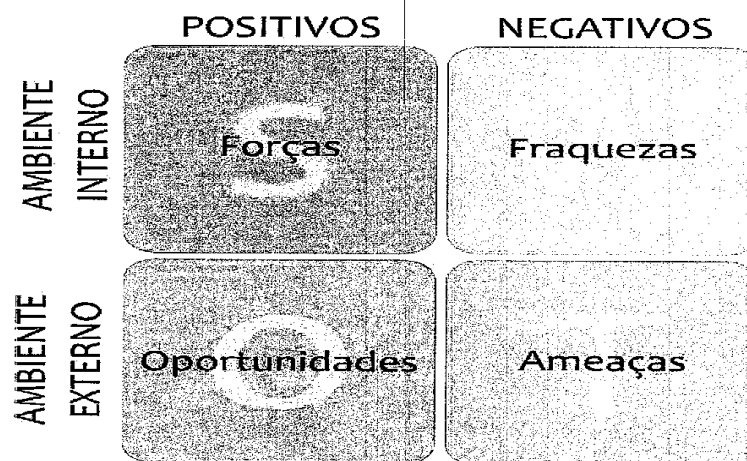 POSITIVOS NEGATIVOS
AMBIENTE
INTERNO
S
Forças
Fraquezas
AMBIENTE
EXTERNO
O
Oportunidades
T
Ameaças